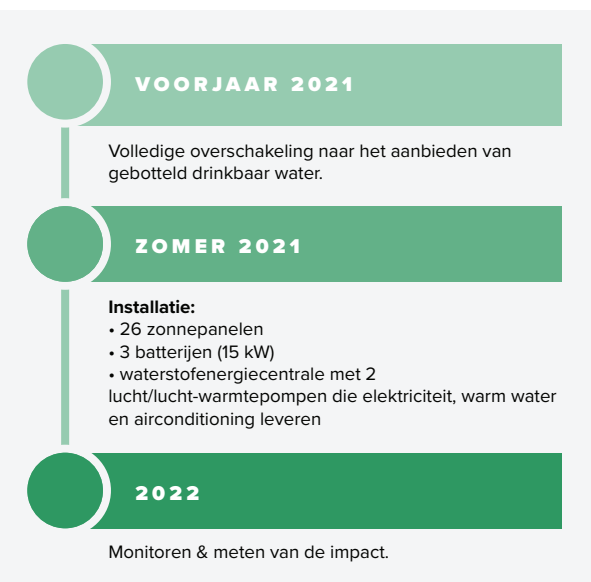 VOORJAAR 2021
Volledige overschakeling naar het aanbieden van
gebotteld drinkbaar water.
ZOMER 2021
Installatie:
• 26 zonnepanelen
• 3 batterijen (15 kW)
• waterstofenergiecentrale met 2
lucht/lucht-warmtepompen die elektriciteit, warm water
en airconditioning leveren
2022
Monitoren & meten van de impact.